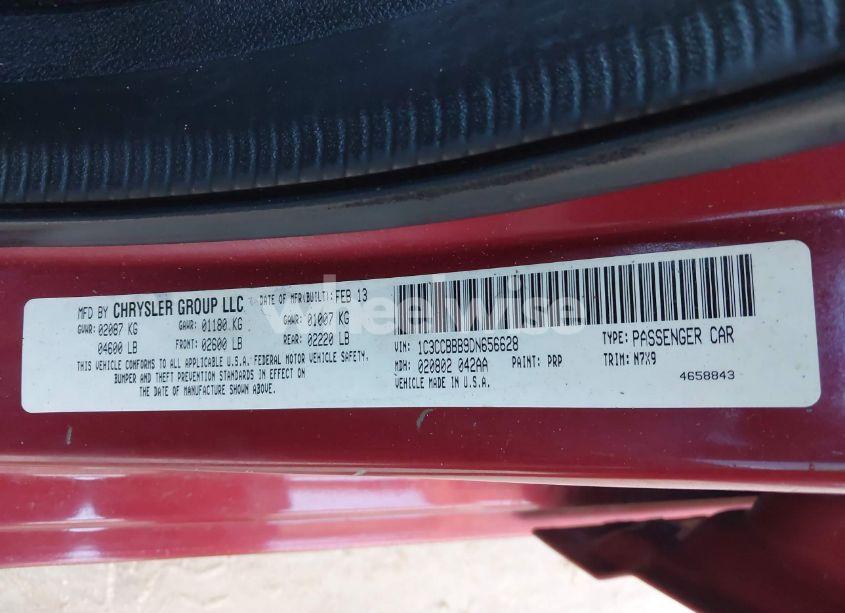 MFD BY CHRYSLER GROUP LLC DATE OF MFR(BUILT): FEB 13
GVWR: 02087 KG GAWR: 01180 KG GAWR: 01007 KG
04600 LB FRONT: 02600 LB REAR: 02220 LB
THIS VEHICLE CONFORMS TO ALL APPLICABLE U.S.A. FEDERAL MOTOR VEHICLE SAFETY,
BUMPER AND THEFT PREVENTION STANDARDS IN EFFECT ON
THE DATE OF MANUFACTURE SHOWN ABOVE.
VIN: 1C3CCBBB9DN656628 TYPE: PASSENGER CAR
MDH: 020802 042AA PAINT: PRP TRIM: N7X9
VEHICLE MADE IN U.S.A. 4658843
wheelwise